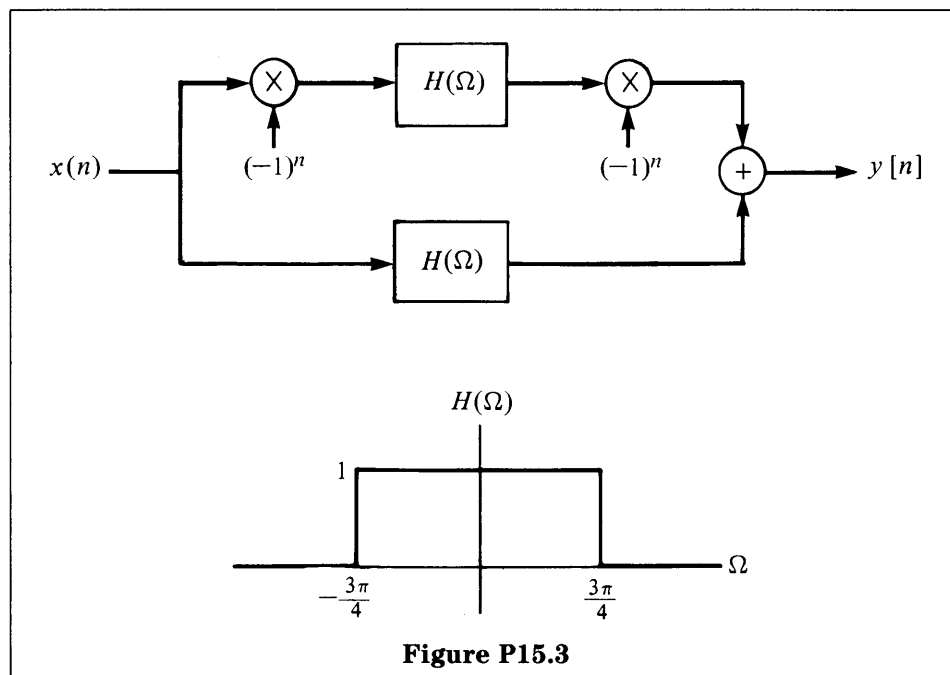 H(Ω)
(−1)ⁿ
(−1)ⁿ
x(n)
+
y [n]
H(Ω)
H(Ω)
1
Ω
−3π/4
3π/4
Figure P15.3